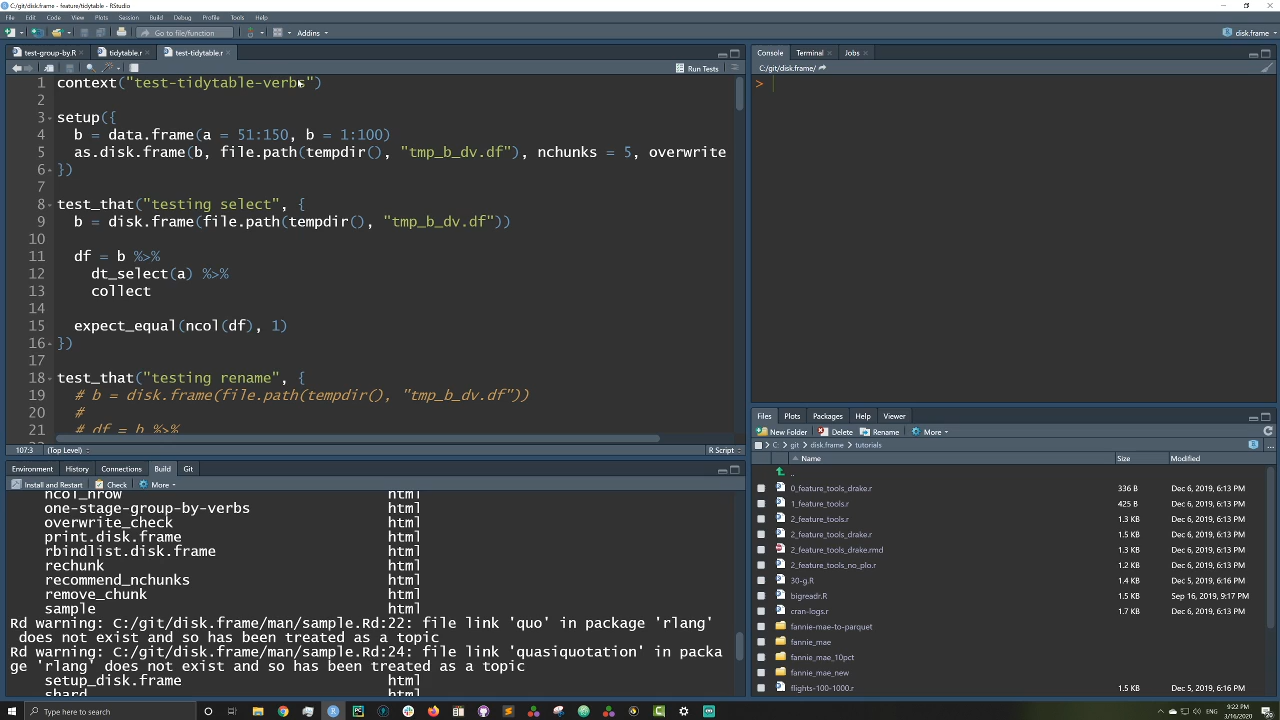 C:/git/disk.frame - feature/tidytable - RStudio
File Edit Code View Plots Session Build Debug Profile Tools Help
Go to file/function Addins disk.frame
test-group-by.R tidytable.r test-tidytable.r
Run Tests
1 context("test-tidytable-verbs")
2
3 setup({
4 b = data.frame(a = 51:150, b = 1:100)
5 as.disk.frame(b, file.path(tempdir(), "tmp_b_dv.df"), nchunks = 5, overwrite
6 })
7
8 test_that("testing select", {
9 b = disk.frame(file.path(tempdir(), "tmp_b_dv.df"))
10
11 df = b %>%
12 dt_select(a) %>%
13 collect
14
15 expect_equal(ncol(df), 1)
16 })
17
18 test_that("testing rename", {
19 # b = disk.frame(file.path(tempdir(), "tmp_b_dv.df"))
20 #
21 # df = b %>%
107:3 (Top Level) R Script
Environment History Connections Build Git
Install and Restart Check More
ncol_nrow html
one-stage-group-by-verbs html
overwrite_check html
print.disk.frame html
rbindlist.disk.frame html
rechunk html
recommend_nchunks html
remove_chunk html
sample html
Rd warning: C:/git/disk.frame/man/sample.Rd:22: file link 'quo' in package 'rlang'
does not exist and so has been treated as a topic
Rd warning: C:/git/disk.frame/man/sample.Rd:24: file link 'quasiquotation' in packa
ge 'rlang' does not exist and so has been treated as a topic
setup_disk.frame html
shard html
Console Terminal Jobs
C:/git/disk.frame/
>
Files Plots Packages Help Viewer
New Folder Delete Rename More
C: git disk.frame tutorials
Name Size Modified
..
0_feature_tools_drake.r 336 B Dec 6, 2019, 6:13 PM
1_feature_tools.r 425 B Dec 6, 2019, 6:13 PM
2_feature_tools.r 1.3 KB Dec 6, 2019, 6:13 PM
2_feature_tools_drake.r 1.5 KB Dec 6, 2019, 6:13 PM
2_feature_tools_drake.rmd 1.3 KB Dec 6, 2019, 6:13 PM
2_feature_tools_no_plo.r 1.2 KB Dec 6, 2019, 6:13 PM
30-g.R 1.4 KB Dec 5, 2019, 6:16 PM
bigreadr.R 1.5 KB Sep 16, 2019, 9:17 PM
cran-logs.r 1.7 KB Dec 6, 2019, 6:13 PM
fannie-mae-to-parquet
fannie_mae
fannie_mae_10pct
fannie_mae_new
flights-100-1000.r 1.5 KB Dec 5, 2019, 6:16 PM
Type here to search
ENG
9:22 PM
3/16/2020